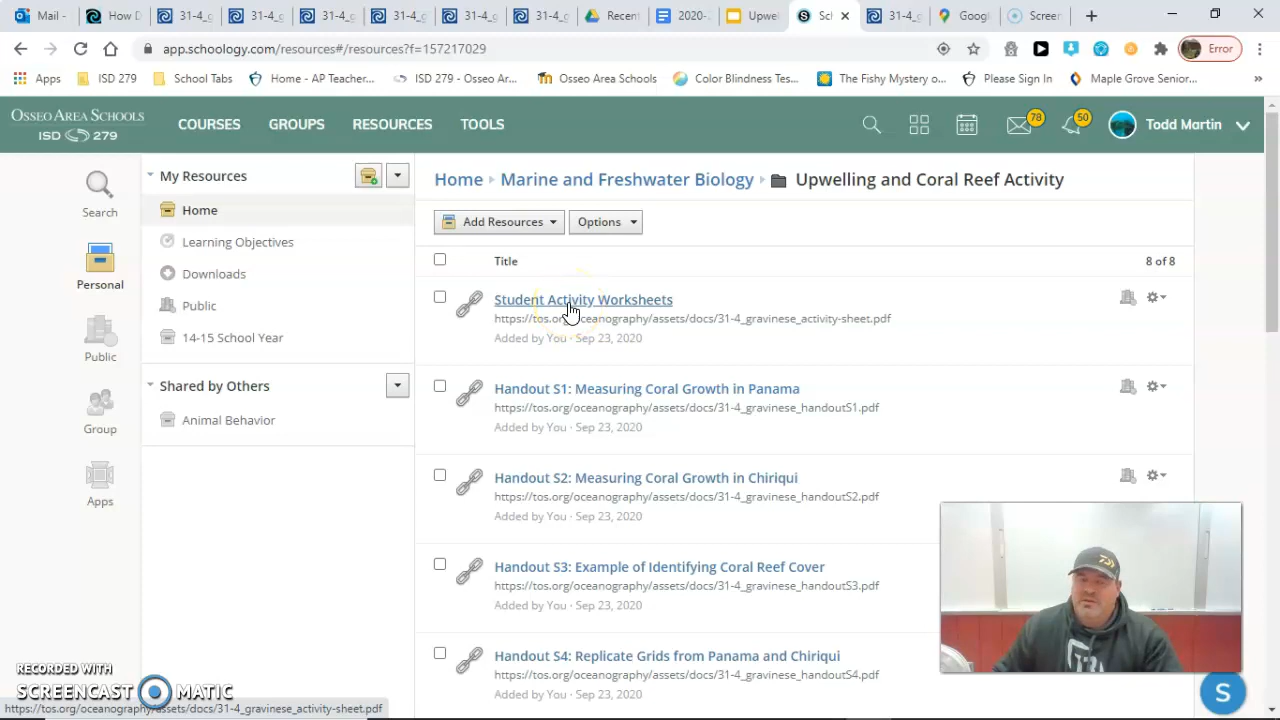 Mail -
How D
31-4_g
31-4_g
31-4_g
31-4_g
31-4_g
31-4_g
Recent
2020-
Upwel
Sch
31-4_g
Goog
Screer
Error
app.schoology.com/resources#/resources?f=157217029
Apps
ISD 279
School Tabs
Home - AP Teacher...
ISD 279 - Osseo Ar...
Osseo Area Schools
Color Blindness Tes...
The Fishy Mystery o...
Please Sign In
Maple Grove Senior...
»
OSSEO AREA SCHOOLS
ISD 279
COURSES
GROUPS
RESOURCES
TOOLS
78
50
Todd Martin
Search
Personal
Public
Group
Apps
My Resources
Home
Learning Objectives
Downloads
Public
14-15 School Year
Shared by Others
Animal Behavior
Home
Marine and Freshwater Biology
Upwelling and Coral Reef Activity
Add Resources
Options
Title
8 of 8
Student Activity Worksheets
https://tos.org/oceanography/assets/docs/31-4_gravinese_activity-sheet.pdf
Added by You · Sep 23, 2020
Handout S1: Measuring Coral Growth in Panama
https://tos.org/oceanography/assets/docs/31-4_gravinese_handoutS1.pdf
Added by You · Sep 23, 2020
Handout S2: Measuring Coral Growth in Chiriqui
https://tos.org/oceanography/assets/docs/31-4_gravinese_handoutS2.pdf
Added by You · Sep 23, 2020
Handout S3: Example of Identifying Coral Reef Cover
https://tos.org/oceanography/assets/docs/31-4_gravinese_handoutS3.pdf
Added by You · Sep 23, 2020
Handout S4: Replicate Grids from Panama and Chiriqui
https://tos.org/oceanography/assets/docs/31-4_gravinese_handoutS4.pdf
Added by You · Sep 23, 2020
RECORDED WITH
SCREENCAST MATIC
https://tos.org/oceanography/assets/docs/31-4_gravinese_activity-sheet.pdf
S